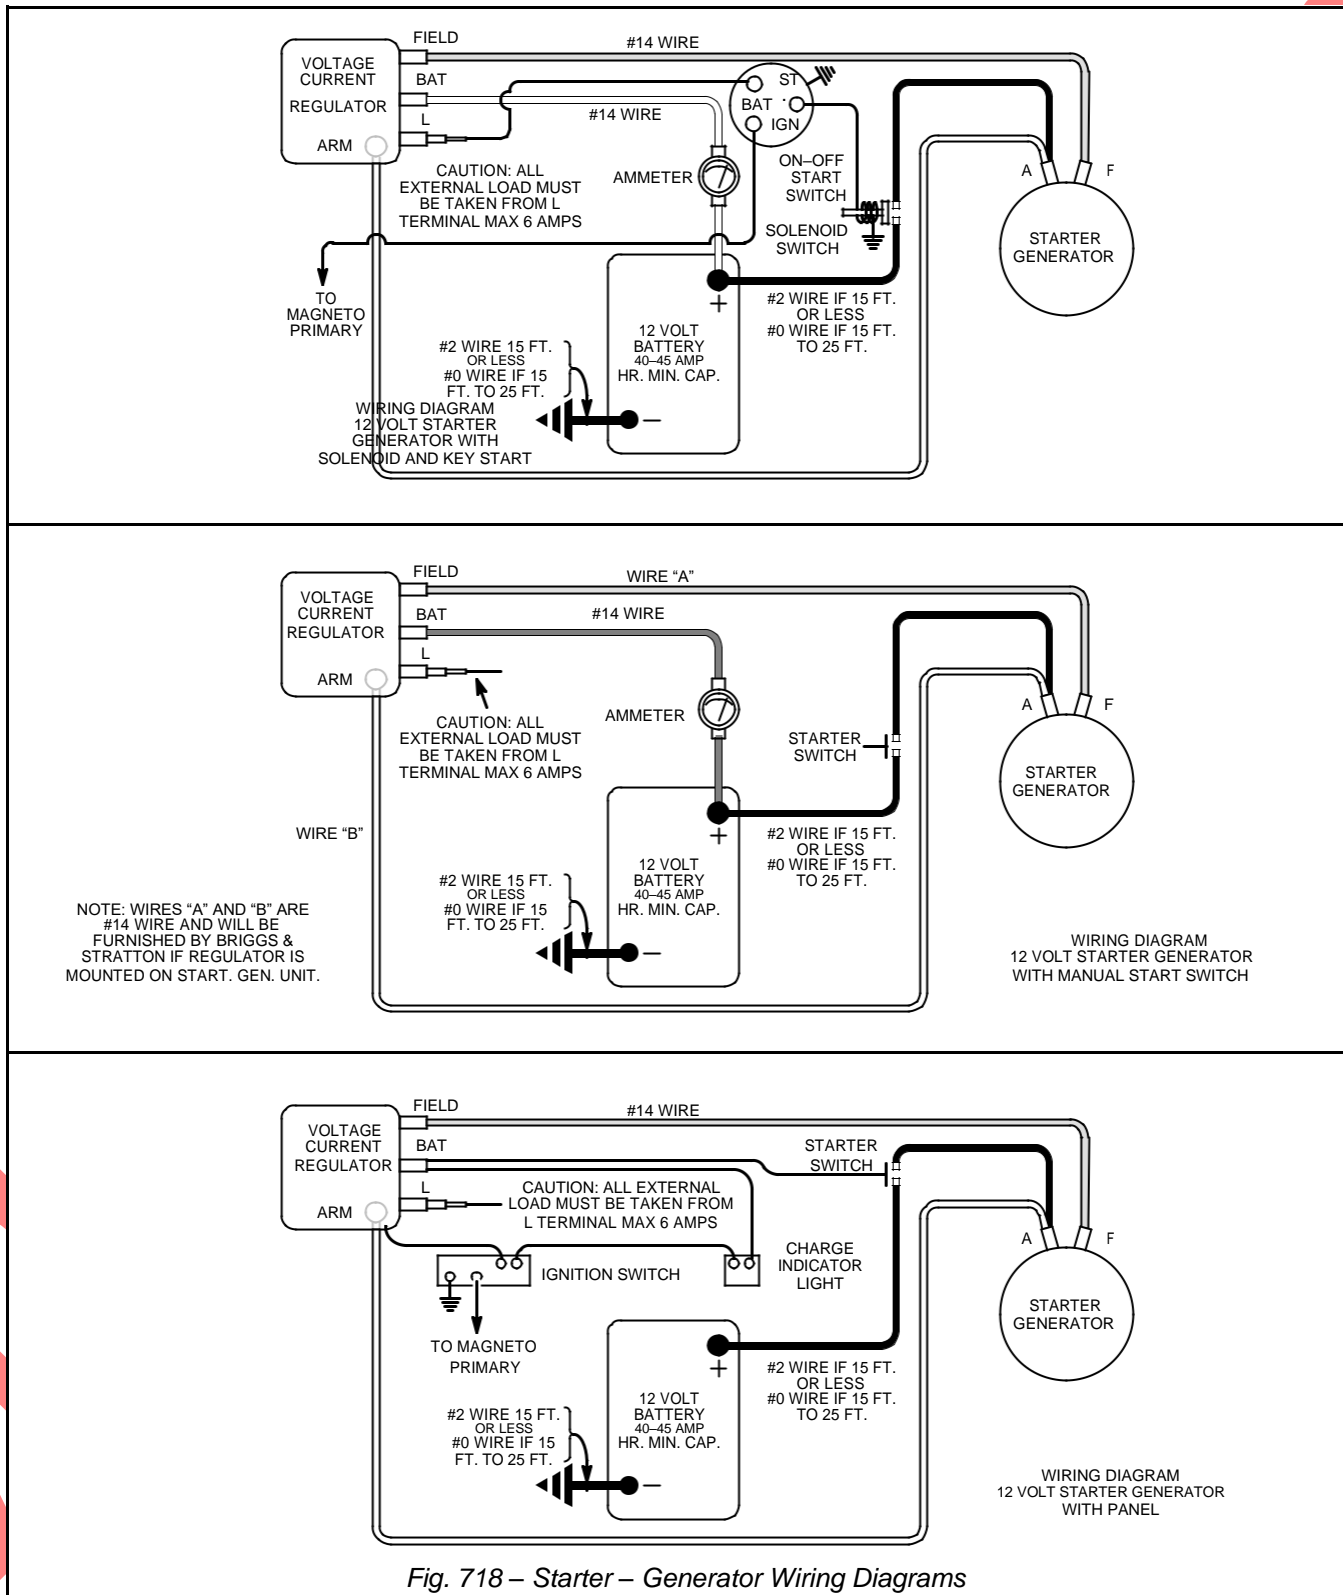 FIELD
#14 WIRE
VOLTAGE
CURRENT
REGULATOR
BAT
L
ARM
#14 WIRE
ST
BAT
IGN
CAUTION: ALL
EXTERNAL LOAD MUST
BE TAKEN FROM L
TERMINAL MAX 6 AMPS
AMMETER
ON–OFF
START
SWITCH
SOLENOID
SWITCH
A
F
STARTER
GENERATOR
TO
MAGNETO
PRIMARY
+
#2 WIRE IF 15 FT.
OR LESS
#0 WIRE IF 15 FT.
TO 25 FT.
12 VOLT
BATTERY
40–45 AMP
HR. MIN. CAP.
#2 WIRE 15 FT.
OR LESS
#0 WIRE IF 15
FT. TO 25 FT.
–
WIRING DIAGRAM
12 VOLT STARTER
GENERATOR WITH
SOLENOID AND KEY START
FIELD
WIRE “A”
VOLTAGE
CURRENT
REGULATOR
BAT
#14 WIRE
L
ARM
CAUTION: ALL
EXTERNAL LOAD MUST
BE TAKEN FROM L
TERMINAL MAX 6 AMPS
AMMETER
STARTER
SWITCH
A
F
STARTER
GENERATOR
WIRE “B”
+
#2 WIRE IF 15 FT.
OR LESS
#0 WIRE IF 15 FT.
TO 25 FT.
12 VOLT
BATTERY
40–45 AMP
HR. MIN. CAP.
#2 WIRE 15 FT.
OR LESS
#0 WIRE IF 15
FT. TO 25 FT.
–
NOTE: WIRES “A” AND “B” ARE
#14 WIRE AND WILL BE
FURNISHED BY BRIGGS &
STRATTON IF REGULATOR IS
MOUNTED ON START. GEN. UNIT.
WIRING DIAGRAM
12 VOLT STARTER GENERATOR
WITH MANUAL START SWITCH
FIELD
#14 WIRE
VOLTAGE
CURRENT
REGULATOR
BAT
L
ARM
STARTER
SWITCH
CAUTION: ALL EXTERNAL
LOAD MUST BE TAKEN FROM
L TERMINAL MAX 6 AMPS
IGNITION SWITCH
CHARGE
INDICATOR
LIGHT
A
F
STARTER
GENERATOR
TO MAGNETO
PRIMARY
+
#2 WIRE IF 15 FT.
OR LESS
#0 WIRE IF 15 FT.
TO 25 FT.
12 VOLT
BATTERY
40–45 AMP
HR. MIN. CAP.
#2 WIRE 15 FT.
OR LESS
#0 WIRE IF 15
FT. TO 25 FT.
–
WIRING DIAGRAM
12 VOLT STARTER GENERATOR
WITH PANEL
Fig. 718 – Starter – Generator Wiring Diagrams